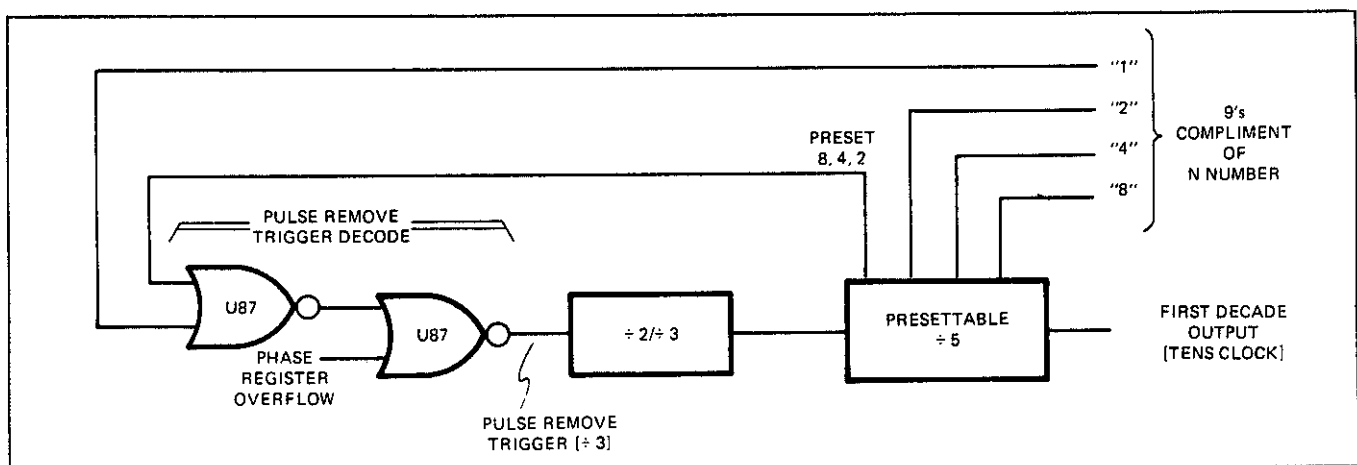 "1"
"2"
"4"
"8"
9's
COMPLIMENT
OF
N NUMBER
PRESET
8, 4, 2
PULSE REMOVE
TRIGGER DECODE
U87
U87
PHASE
REGISTER
OVERFLOW
PULSE REMOVE
TRIGGER [÷ 3]
÷ 2/÷ 3
PRESETTABLE
÷ 5
FIRST DECADE
OUTPUT
[TENS CLOCK]